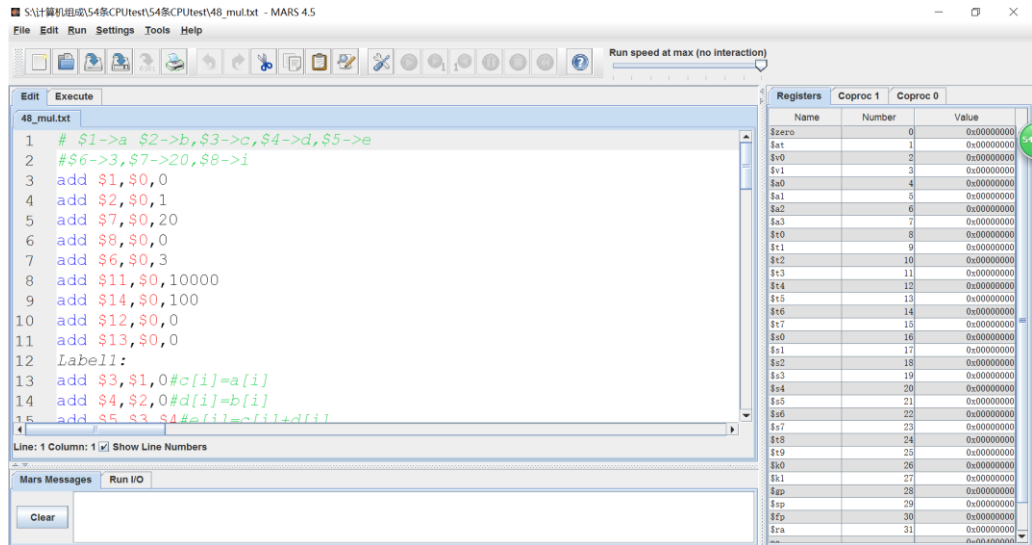 S:\计算机组成\54条CPUtest\54条CPUtest\48_mul.txt - MARS 4.5
File Edit Run Settings Tools Help
Run speed at max (no interaction)
Edit Execute
48_mul.txt
1 # $1->a $2->b,$3->c,$4->d,$5->e
2 #$6->3,$7->20,$8->i
3 add $1,$0,0
4 add $2,$0,1
5 add $7,$0,20
6 add $8,$0,0
7 add $6,$0,3
8 add $11,$0,10000
9 add $14,$0,100
10 add $12,$0,0
11 add $13,$0,0
12 Label1:
13 add $3,$1,0#c[i]=a[i]
14 add $4,$2,0#d[i]=b[i]
15 add $5,$3,$4#e[i]=c[i]+d[i]
Line: 1 Column: 1 Show Line Numbers
Mars Messages Run I/O
Clear
Registers Coproc 1 Coproc 0
Name Number Value
$zero 0 0x00000000
$at 1 0x00000000
$v0 2 0x00000000
$v1 3 0x00000000
$a0 4 0x00000000
$a1 5 0x00000000
$a2 6 0x00000000
$a3 7 0x00000000
$t0 8 0x00000000
$t1 9 0x00000000
$t2 10 0x00000000
$t3 11 0x00000000
$t4 12 0x00000000
$t5 13 0x00000000
$t6 14 0x00000000
$t7 15 0x00000000
$s0 16 0x00000000
$s1 17 0x00000000
$s2 18 0x00000000
$s3 19 0x00000000
$s4 20 0x00000000
$s5 21 0x00000000
$s6 22 0x00000000
$s7 23 0x00000000
$t8 24 0x00000000
$t9 25 0x00000000
$k0 26 0x00000000
$k1 27 0x00000000
$gp 28 0x00000000
$sp 29 0x00000000
$fp 30 0x00000000
$ra 31 0x00000000
pc 0x00400000
54